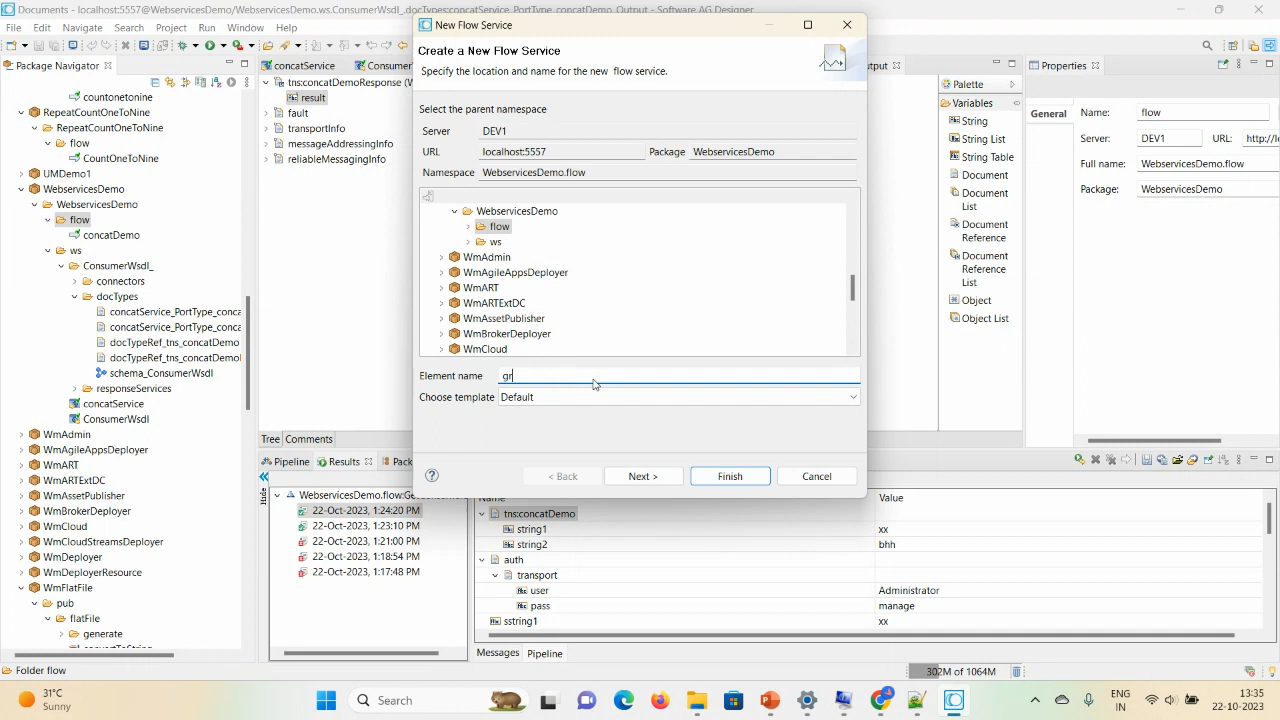 Documents - localhost:5557@WebservicesDemo/WebservicesDemo.ws.ConsumerWsdl_.docTypes:concatService_PortType_concatDemo_Output - Software AG Designer
File Edit Navigate Search Project Run Window Help
Package Navigator
countonetonine
RepeatCountOneToNine
RepeatCountOneToNine
flow
CountOneToNine
UMDemo1
WebservicesDemo
WebservicesDemo
flow
concatDemo
ws
ConsumerWsdl_
connectors
docTypes
concatService_PortType_conca
concatService_PortType_conca
docTypeRef_tns_concatDemo
docTypeRef_tns_concatDemol
schema_ConsumerWsdl
responseServices
concatService
ConsumerWsdl
WmAdmin
WmAgileAppsDeployer
WmART
WmARTExtDC
WmAssetPublisher
WmBrokerDeployer
WmCloud
WmCloudStreamsDeployer
WmDeployer
WmDeployerResource
WmFlatFile
pub
flatFile
generate
Folder flow
concatService
Consume
tns:concatDemoResponse
result
fault
transportInfo
messageAddressingInfo
reliableMessagingInfo
Tree Comments
New Flow Service
Create a New Flow Service
Specify the location and name for the new flow service.
Select the parent namespace
Server DEV1
URL localhost:5557 Package WebservicesDemo
Namespace WebservicesDemo.flow
WebservicesDemo
flow
ws
WmAdmin
WmAgileAppsDeployer
WmART
WmARTExtDC
WmAssetPublisher
WmBrokerDeployer
WmCloud
Element name gr
Choose template Default
< Back Next > Finish Cancel
output
Palette
Variables
String
String List
String Table
Document
Document
List
Document
Reference
Document
Reference
List
Object
Object List
Properties
General
Name: flow
Server: DEV1 URL: http://lo
Full name: WebservicesDemo.flow
Package: WebservicesDemo
Pipeline Results Pack
Hide
WebservicesDemo.flow:Ge
22-Oct-2023, 1:24:20 PM
22-Oct-2023, 1:23:10 PM
22-Oct-2023, 1:21:00 PM
22-Oct-2023, 1:18:54 PM
22-Oct-2023, 1:17:48 PM
Name Value
tns:concatDemo
string1 xx
string2 bhh
auth
transport
user Administrator
pass manage
sstring1 xx
Messages Pipeline
302M of 1064M
31°C
Sunny
Search
ENG
IN
13:35
22-10-2023